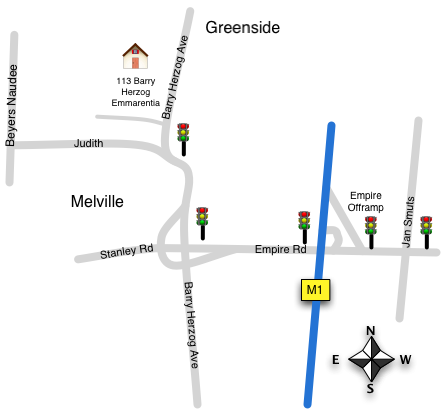 Greenside
Barry Herzog Ave
113 Barry
Herzog
Emmarentia
Beyers Naudee
Judith
Melville
Empire
Offramp
Jan Smuts
Stanley Rd
Empire Rd
M1
Barry Herzog Ave
N
E W
S